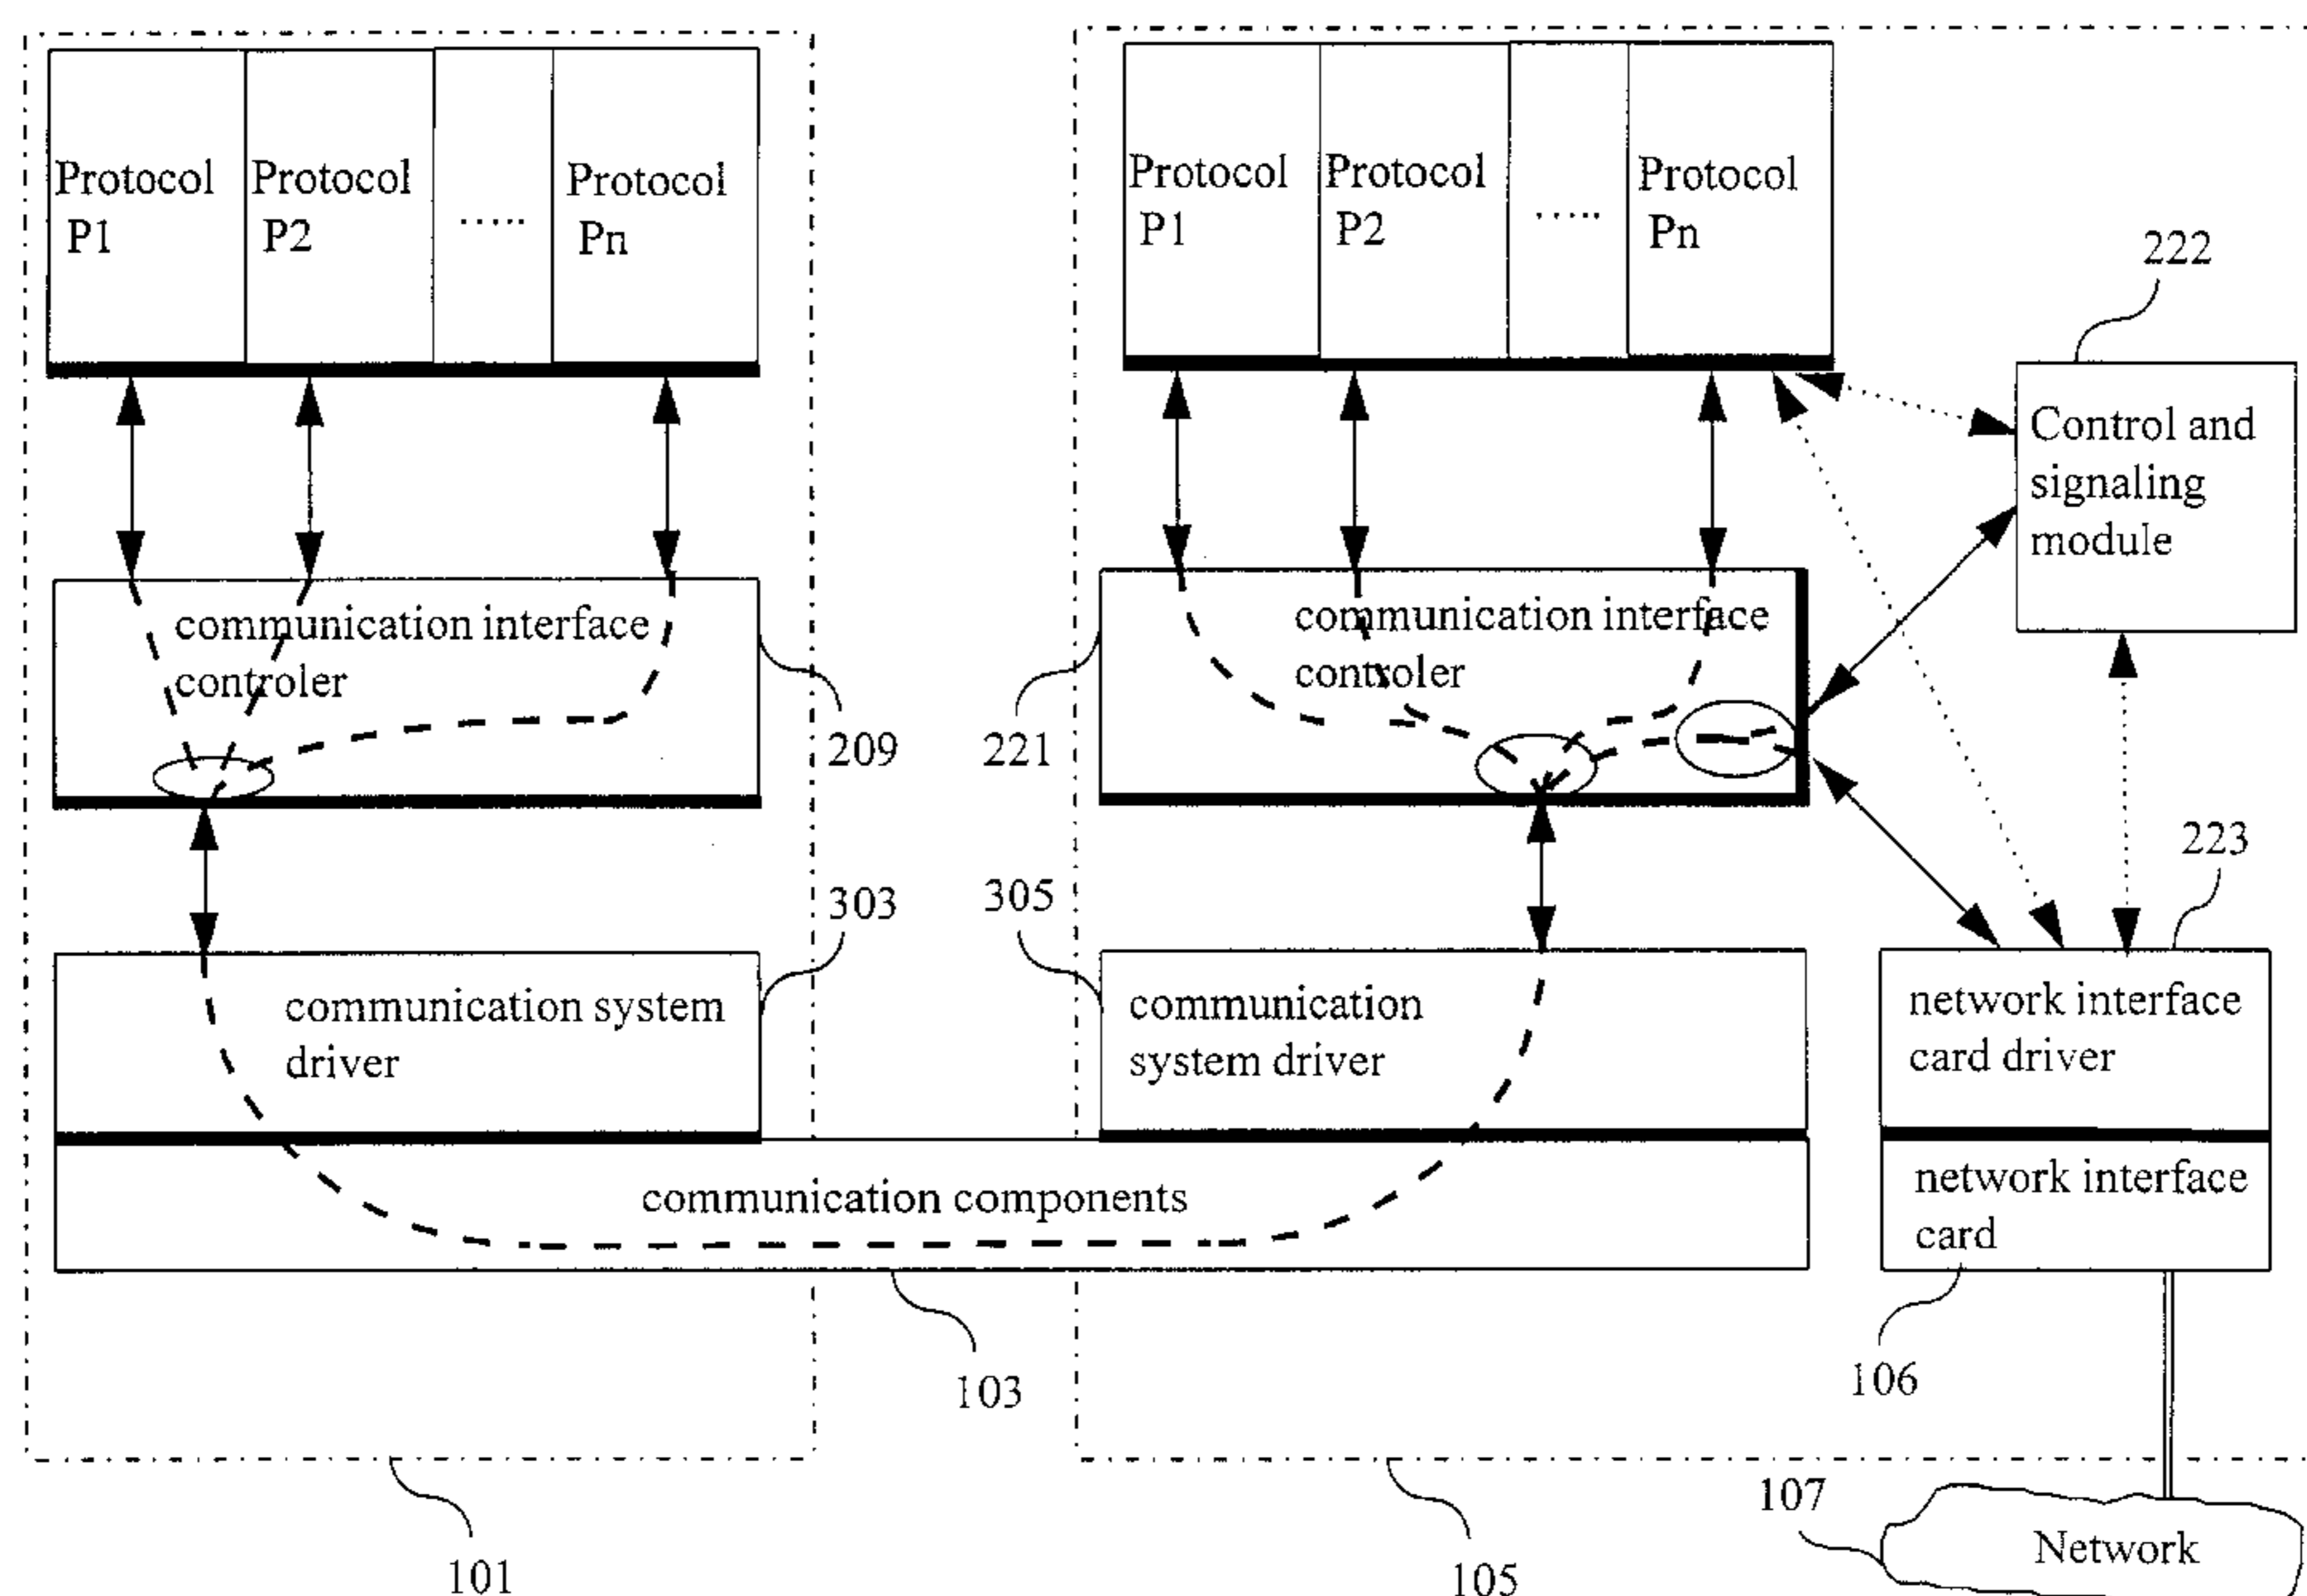 Protocol
P1
Protocol
P2
.....
Protocol
Pn
Protocol
P1
Protocol
P2
.....
Protocol
Pn
222
Control and
signaling
module
communication interface
controler
209
communication interface
controler
221
223
303
305
communication system
driver
communication
system driver
network interface
card driver
communication components
network interface
card
103
106
101
105
107
Network